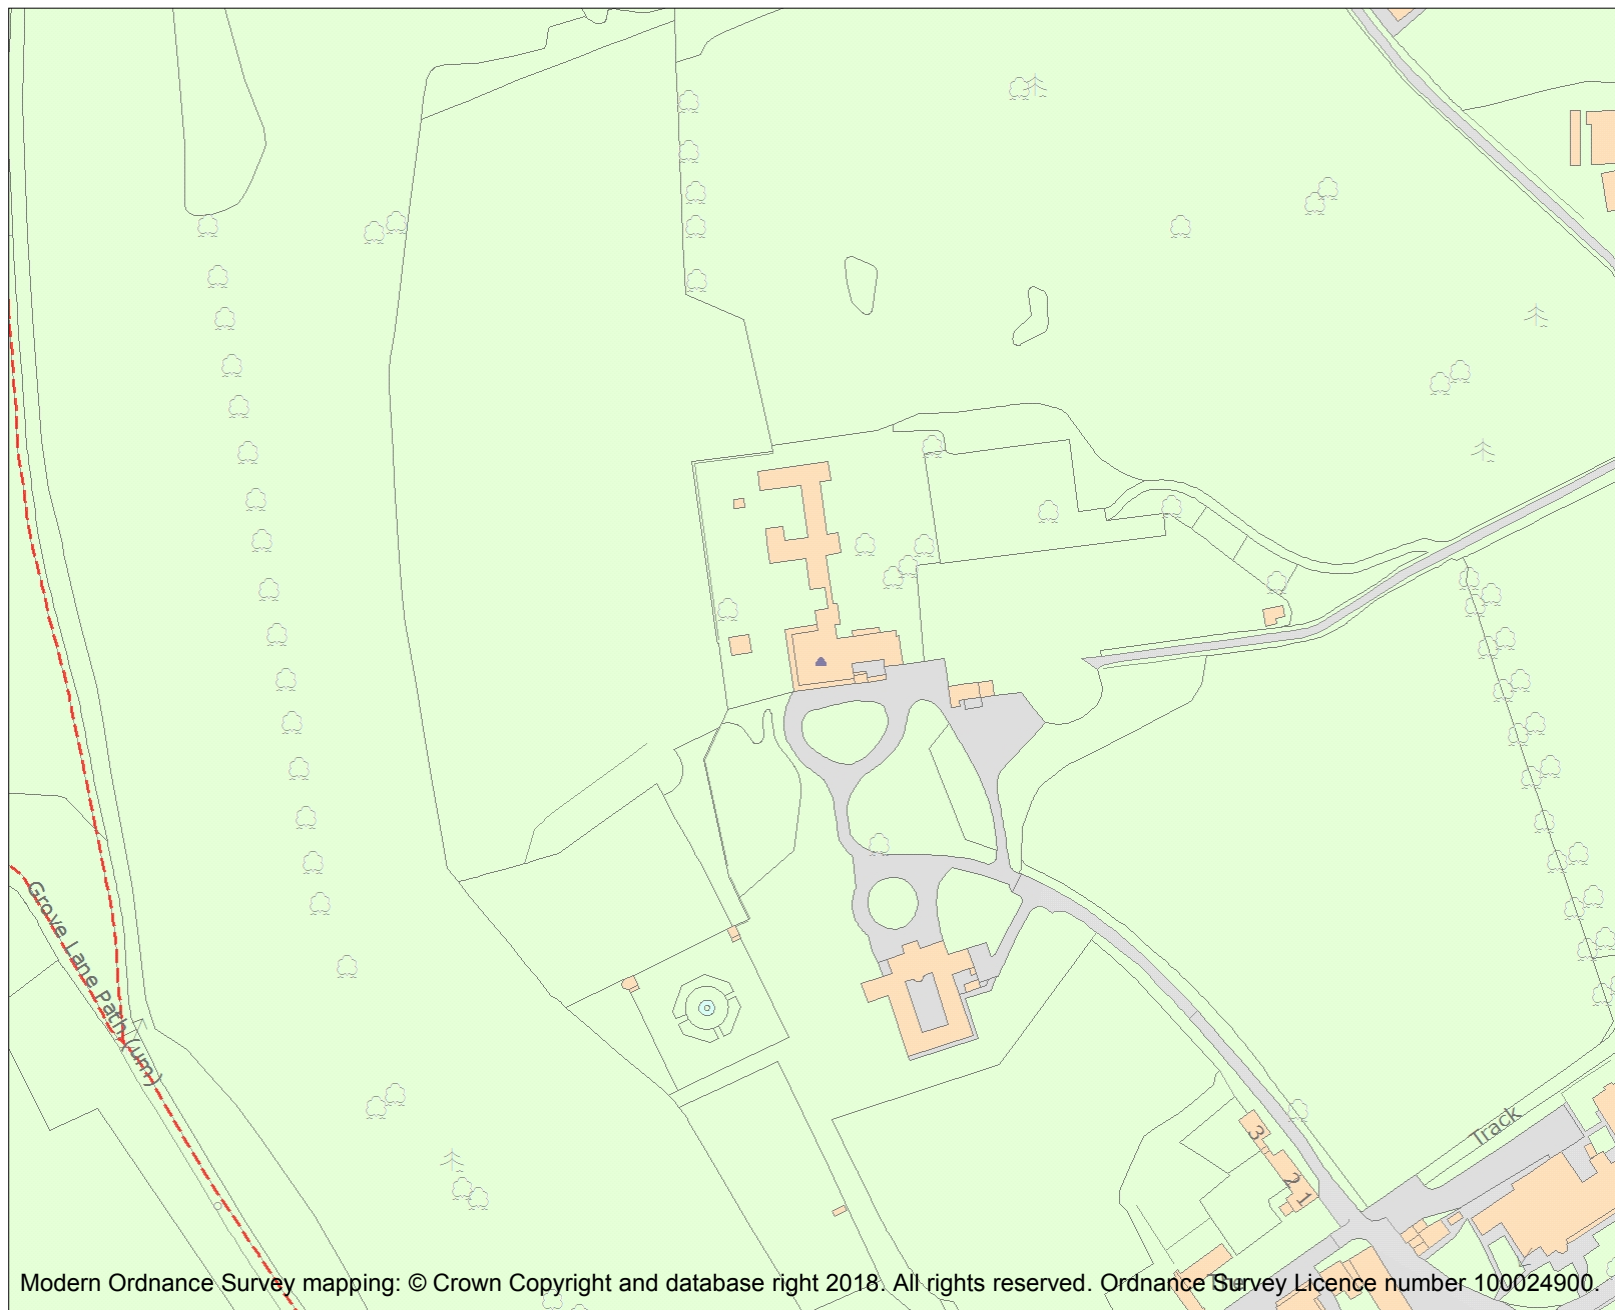 Grove Lane Path (um)
Track
3
2
1
The
Modern Ordnance Survey mapping: © Crown Copyright and database right 2018. All rights reserved. Ordnance Survey Licence number 100024900.